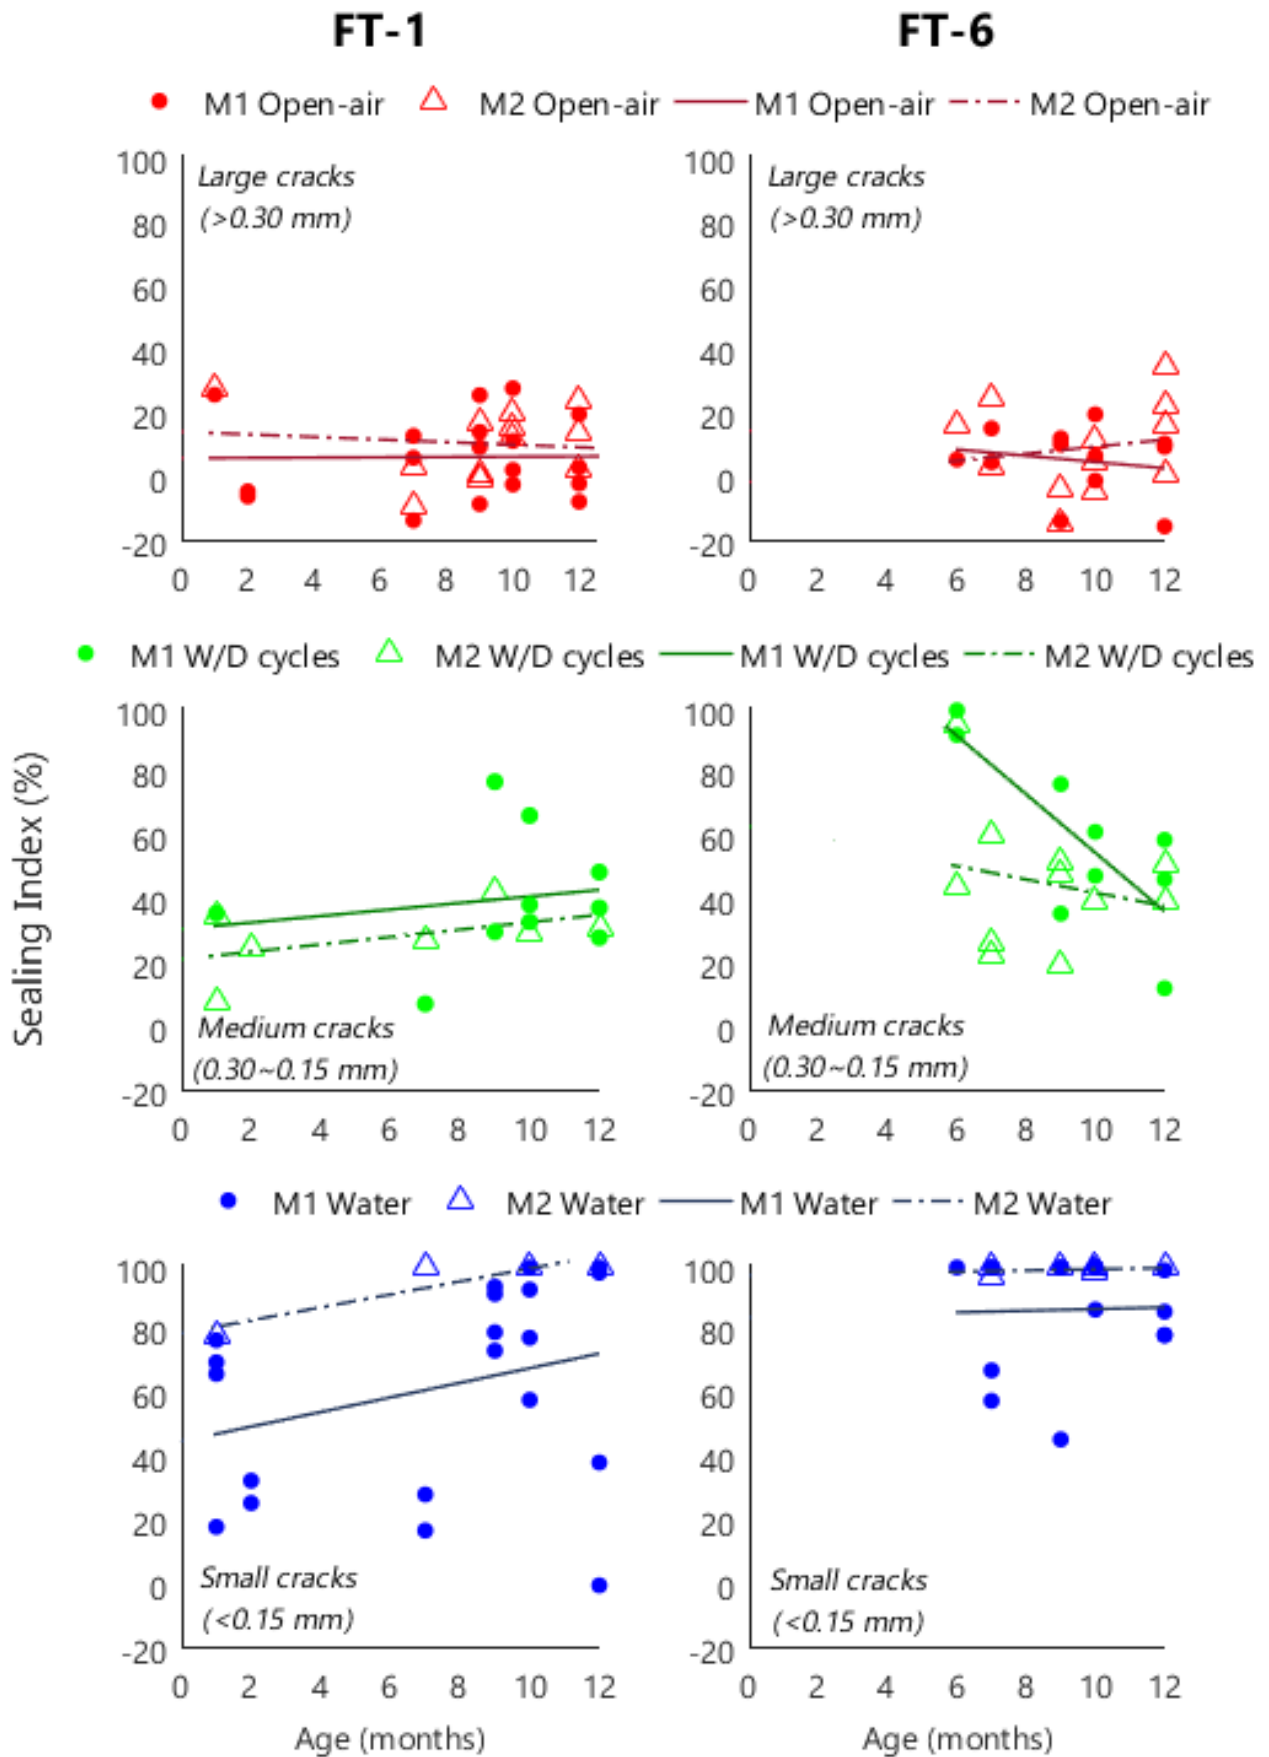 FT-1 FT-6
M1 Open-air M2 Open-air M1 Open-air M2 Open-air
100 100
Large cracks Large cracks
(>0.30 mm) (>0.30 mm)
80 80
60 60
40 40
20 20
0 0
-20 -20
0 2 4 6 8 10 12 0 2 4 6 8 10 12
M1 W/D cycles M2 W/D cycles M1 W/D cycles M2 W/D cycles
Sealing Index (%)
100 100
80 80
60 60
40 40
20 20
0 0
Medium cracks Medium cracks
(0.30~0.15 mm) (0.30~0.15 mm)
-20 -20
0 2 4 6 8 10 12 0 2 4 6 8 10 12
M1 Water M2 Water M1 Water M2 Water
100 100
80 80
60 60
40 40
20 20
0 0
Small cracks Small cracks
(<0.15 mm) (<0.15 mm)
-20 -20
0 2 4 6 8 10 12 0 2 4 6 8 10 12
Age (months) Age (months)